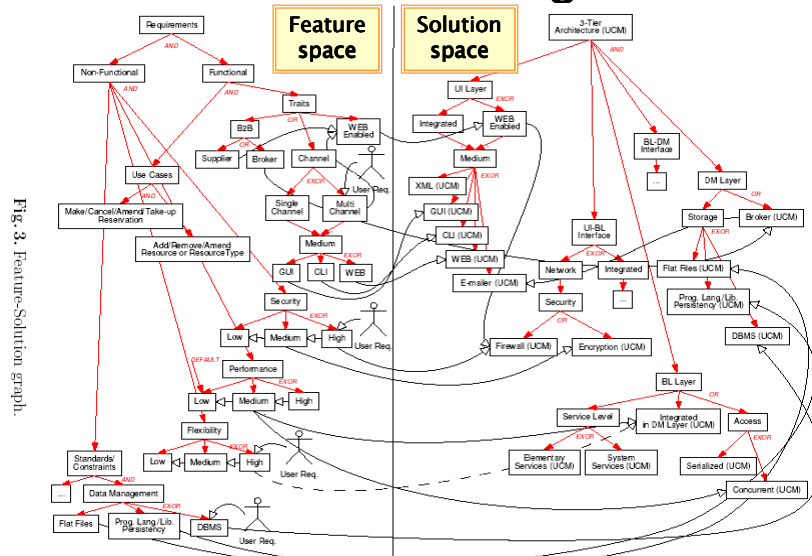 Feature
space
Solution
space
Requirements
AND
Non-Functional
Functional
AND
AND
Traits
OR
B2B
WEB
Enabled
OR
Supplier
Broker
Channel
User Req.
EXOR
Use Cases
AND
Single
Channel
Multi
Channel
Make/Cancel/Amend/Take-up
Reservation
Add/Remove/Amend
Resource or ResourceType
Medium
EXOR
GUI
CLI
WEB
Security
EXOR
Low
Medium
High
User Req.
DEFAULT
Performance
EXOR
Low
Medium
High
Flexibility
EXOR
Low
Medium
High
User Req.
Standards/
Constraints
AND
...
Data Management
EXOR
Flat Files
Prog. Lang./Lib.
Persistency
DBMS
User Req.
3-Tier
Architecture (UCM)
AND
UI Layer
EXOR
Integrated
WEB
Enabled
Medium
EXOR
XML (UCM)
GUI (UCM)
CLI (UCM)
WEB (UCM)
E-mailer (UCM)
BL-DM
Interface
...
DM Layer
OR
Storage
Broker (UCM)
EXOR
Flat Files (UCM)
Prog. Lang./Lib.
Persistency (UCM)
DBMS (UCM)
UI-BL
Interface
EXOR
Network
Integrated
...
Security
OR
Firewall (UCM)
Encryption (UCM)
BL Layer
OR
Service Level
Integrated
in DM Layer (UCM)
Access
EXOR
EXOR
Elementary
Services (UCM)
System
Services (UCM)
Serialized (UCM)
Concurrent (UCM)
Fig. 3. Feature-Solution graph.